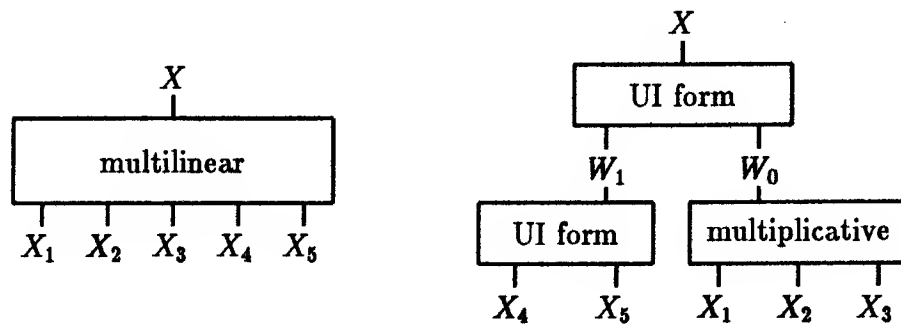 X
multilinear
X₁ X₂ X₃ X₄ X₅
X
UI form
W₁ W₀
UI form multiplicative
X₄ X₅ X₁ X₂ X₃